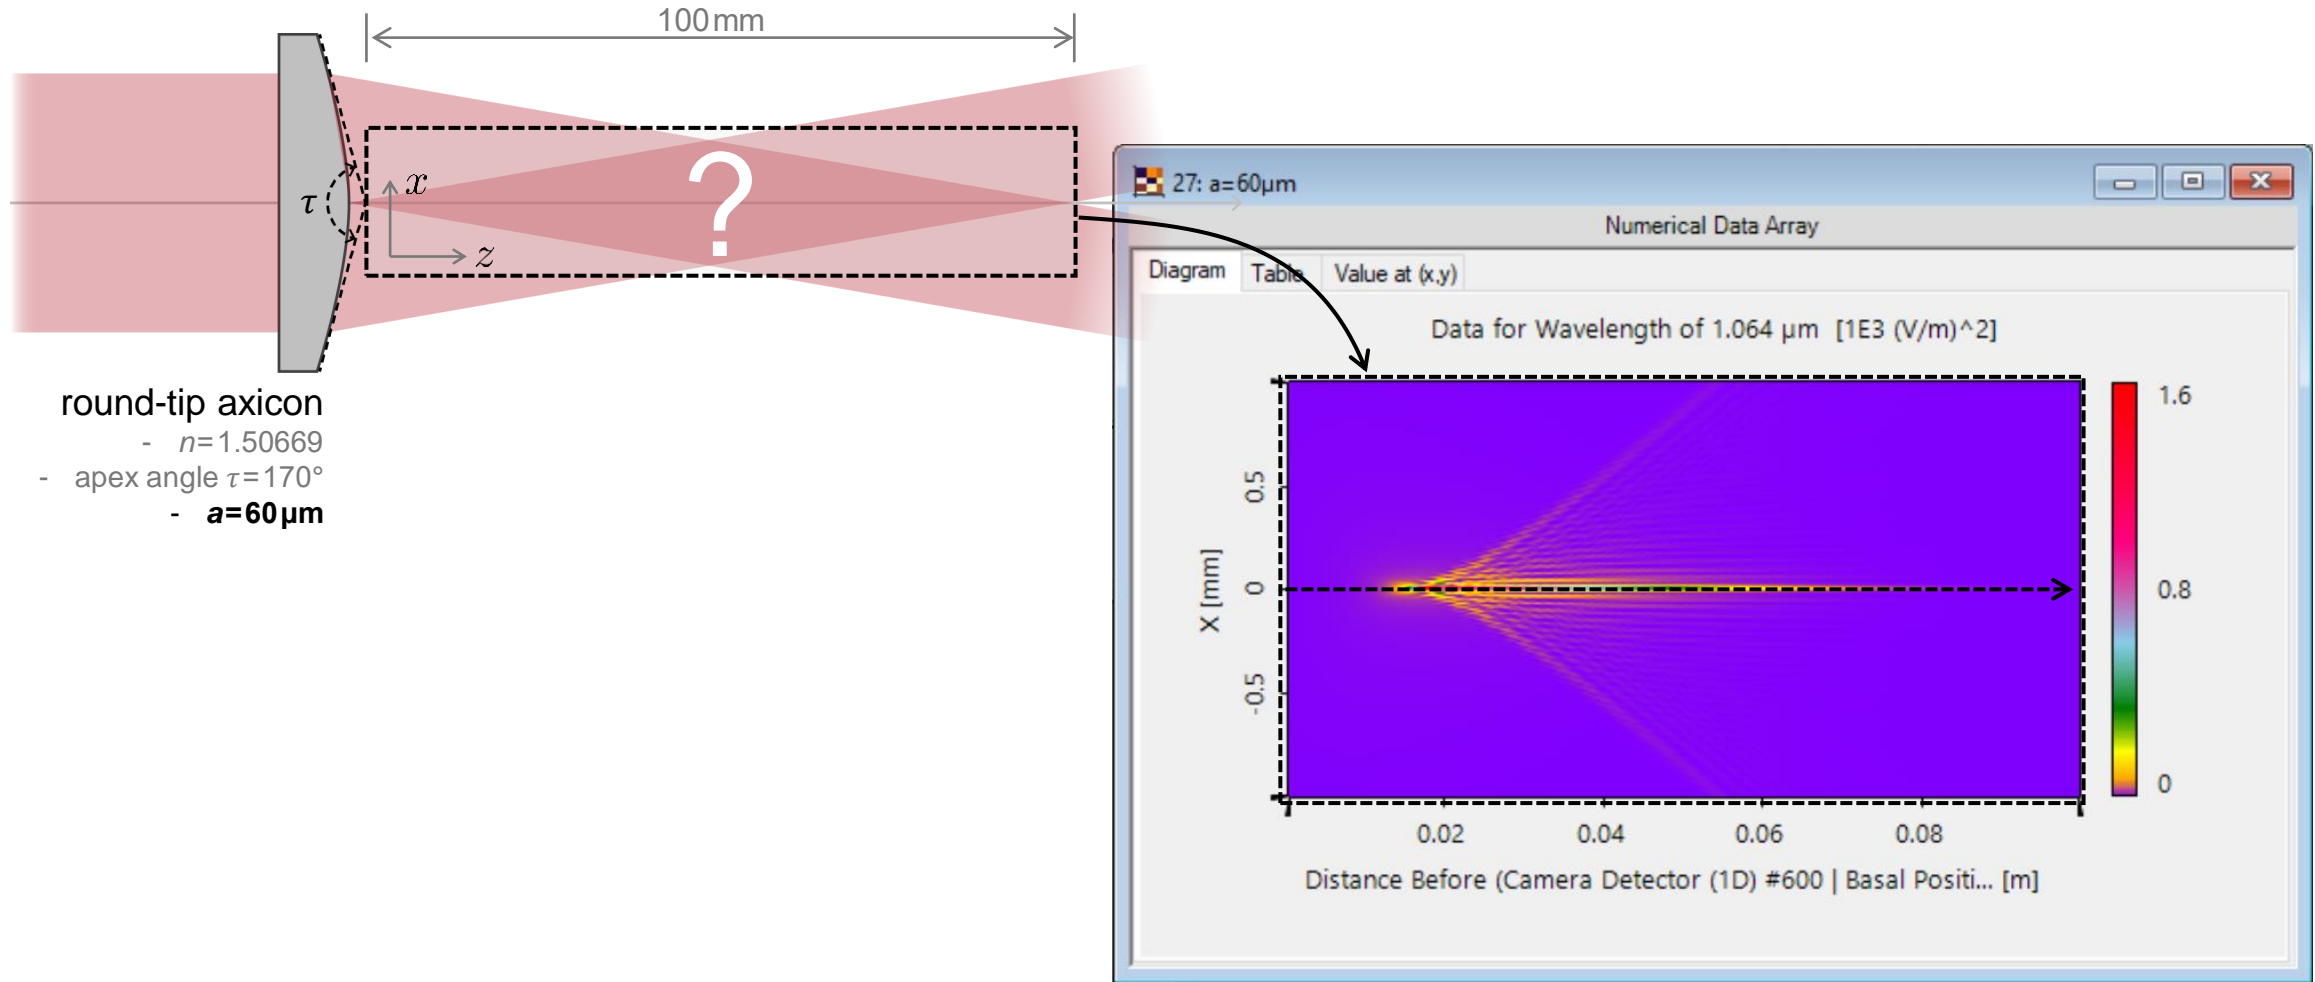 100 mm
?
τ
x
z
round-tip axicon
- n=1.50669
- apex angle τ=170°
- a=60 µm
27: a=60µm
Numerical Data Array
Diagram Table Value at (x,y)
Data for Wavelength of 1.064 µm [1E3 (V/m)^2]
X [mm]
0.5
0
-0.5
0.02 0.04 0.06 0.08
Distance Before (Camera Detector (1D) #600 | Basal Positi... [m]
1.6
0.8
0